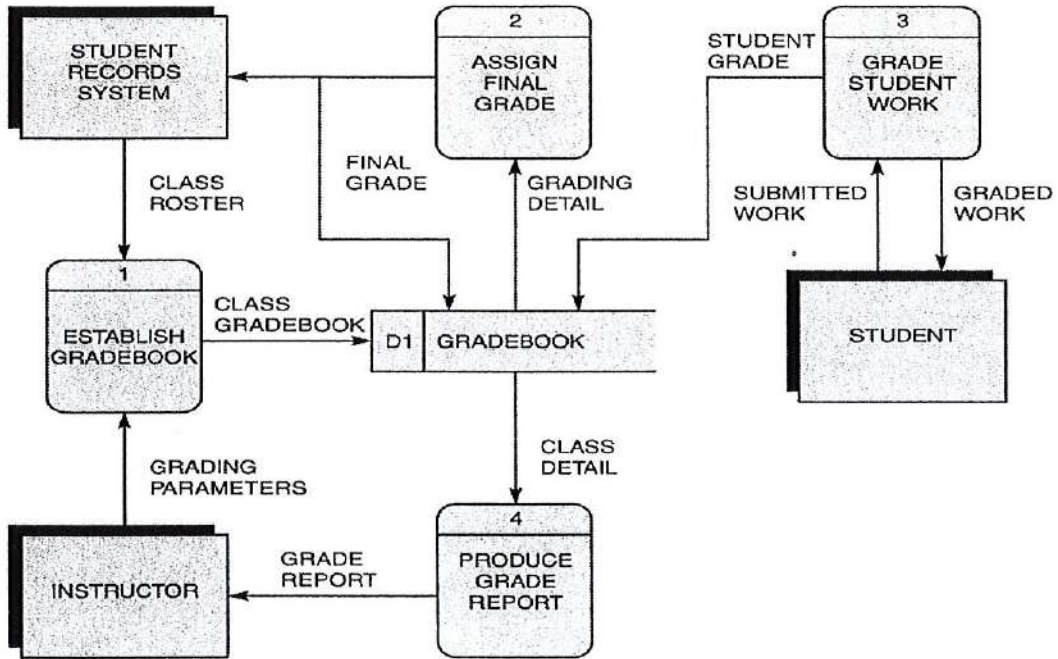 STUDENT
RECORDS
SYSTEM
2
ASSIGN
FINAL
GRADE
STUDENT
GRADE
3
GRADE
STUDENT
WORK
CLASS
ROSTER
FINAL
GRADE
GRADING
DETAIL
SUBMITTED
WORK
GRADED
WORK
1
ESTABLISH
GRADEBOOK
CLASS
GRADEBOOK
D1
GRADEBOOK
STUDENT
GRADING
PARAMETERS
CLASS
DETAIL
INSTRUCTOR
GRADE
REPORT
4
PRODUCE
GRADE
REPORT